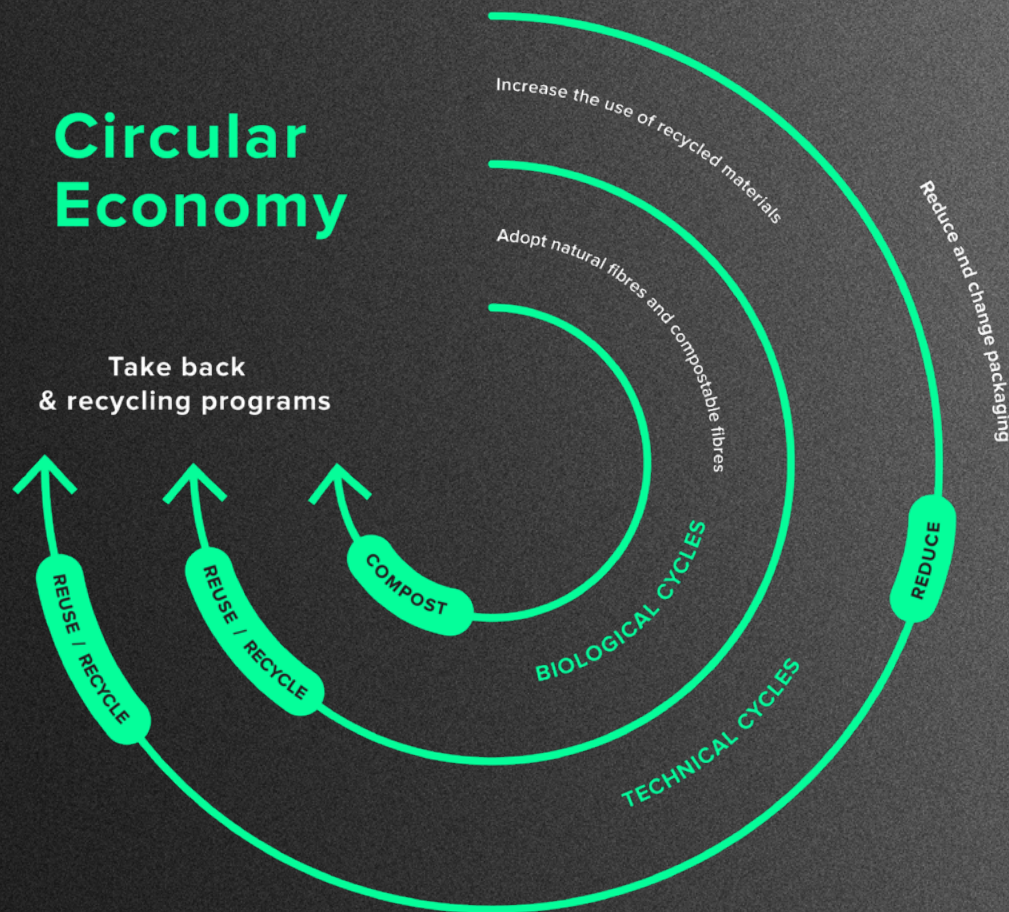 Circular
Economy
Increase the use of recycled materials
Adopt natural fibres and compostable fibres
Reduce and change packaging
Take back
& recycling programs
REUSE / RECYCLE
REUSE / RECYCLE
COMPOST
REDUCE
BIOLOGICAL CYCLES
TECHNICAL CYCLES